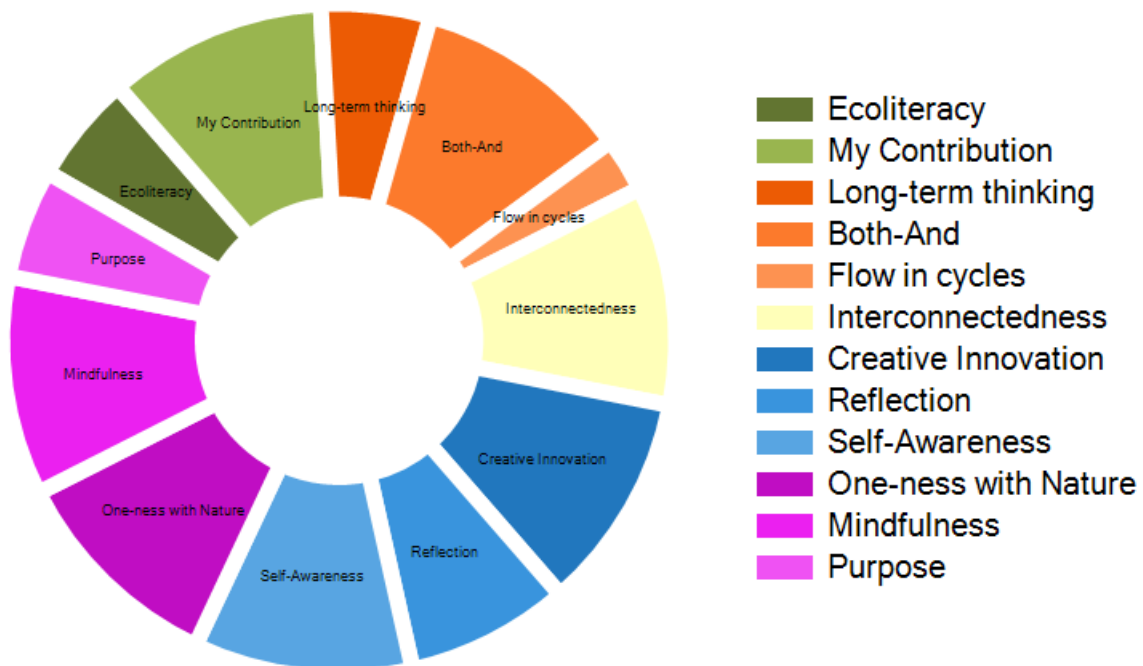 Long-term thinking
My Contribution
Both-And
Ecoliteracy
Flow in cycles
Purpose
Interconnectedness
Mindfulness
Creative Innovation
One-ness with Nature
Reflection
Self-Awareness
Ecoliteracy
My Contribution
Long-term thinking
Both-And
Flow in cycles
Interconnectedness
Creative Innovation
Reflection
Self-Awareness
One-ness with Nature
Mindfulness
Purpose